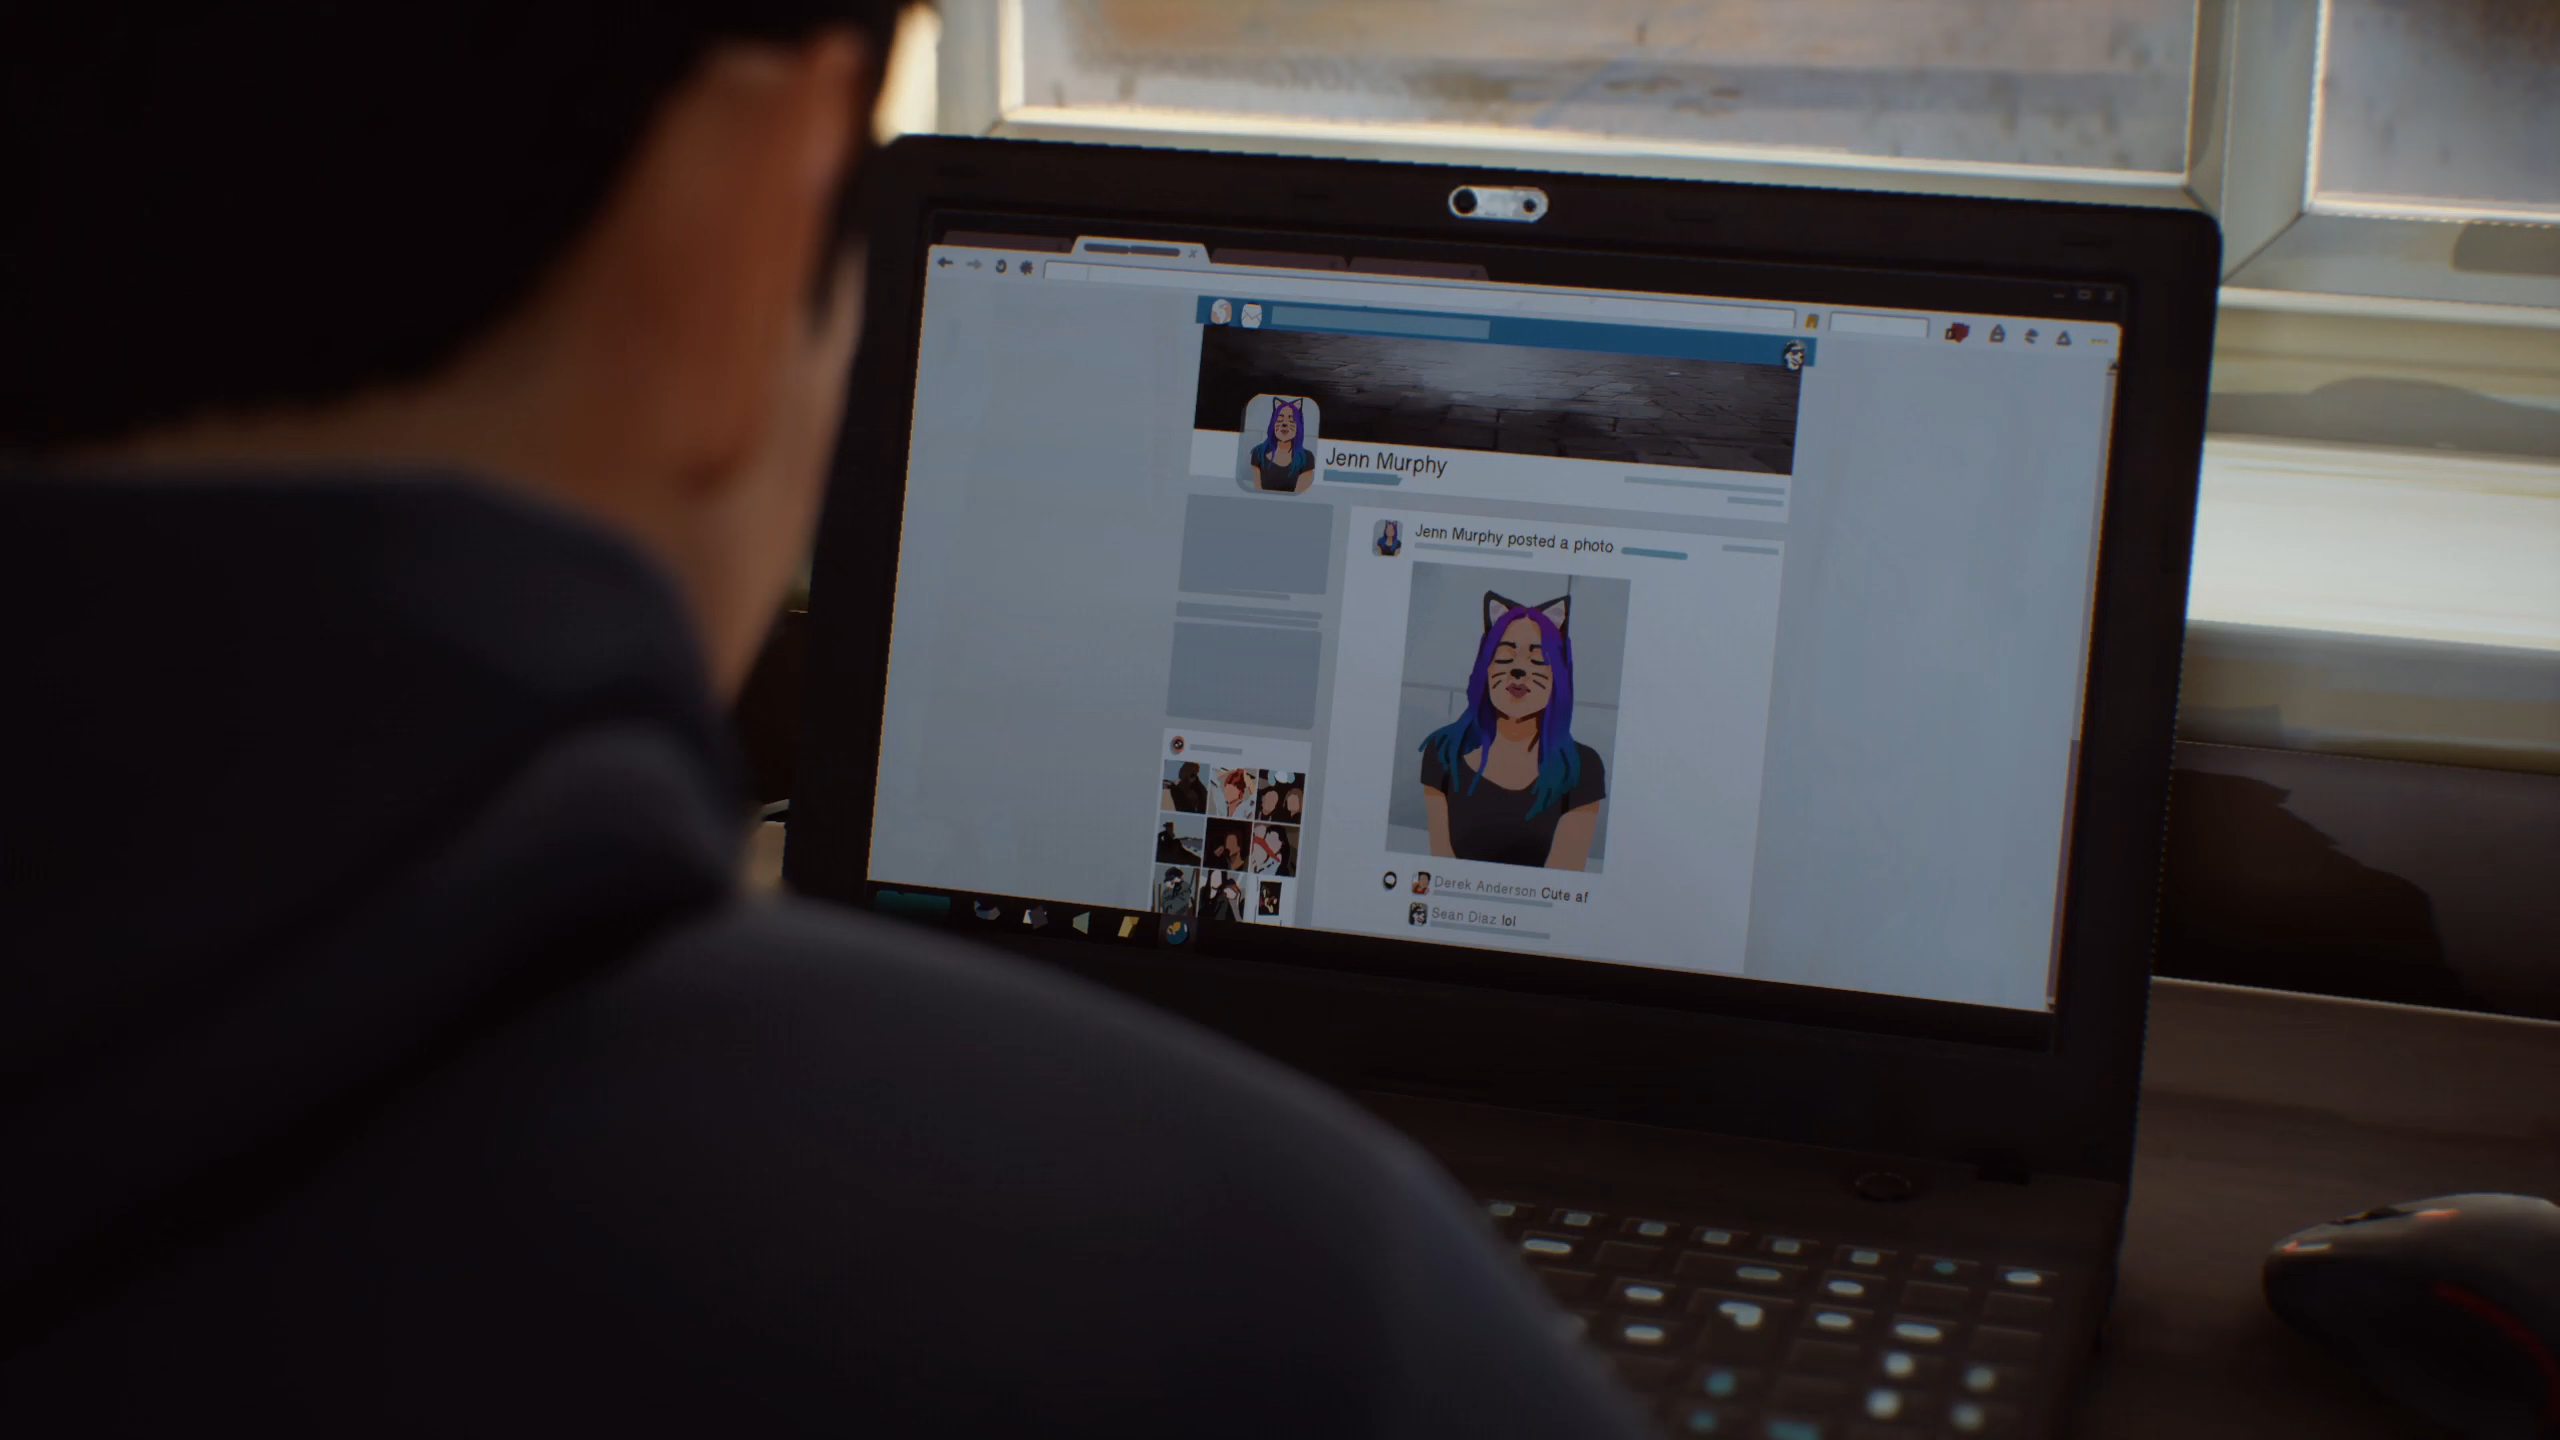 Jenn Murphy
Jenn Murphy posted a photo
Derek Anderson Cute af
Sean Diaz lol